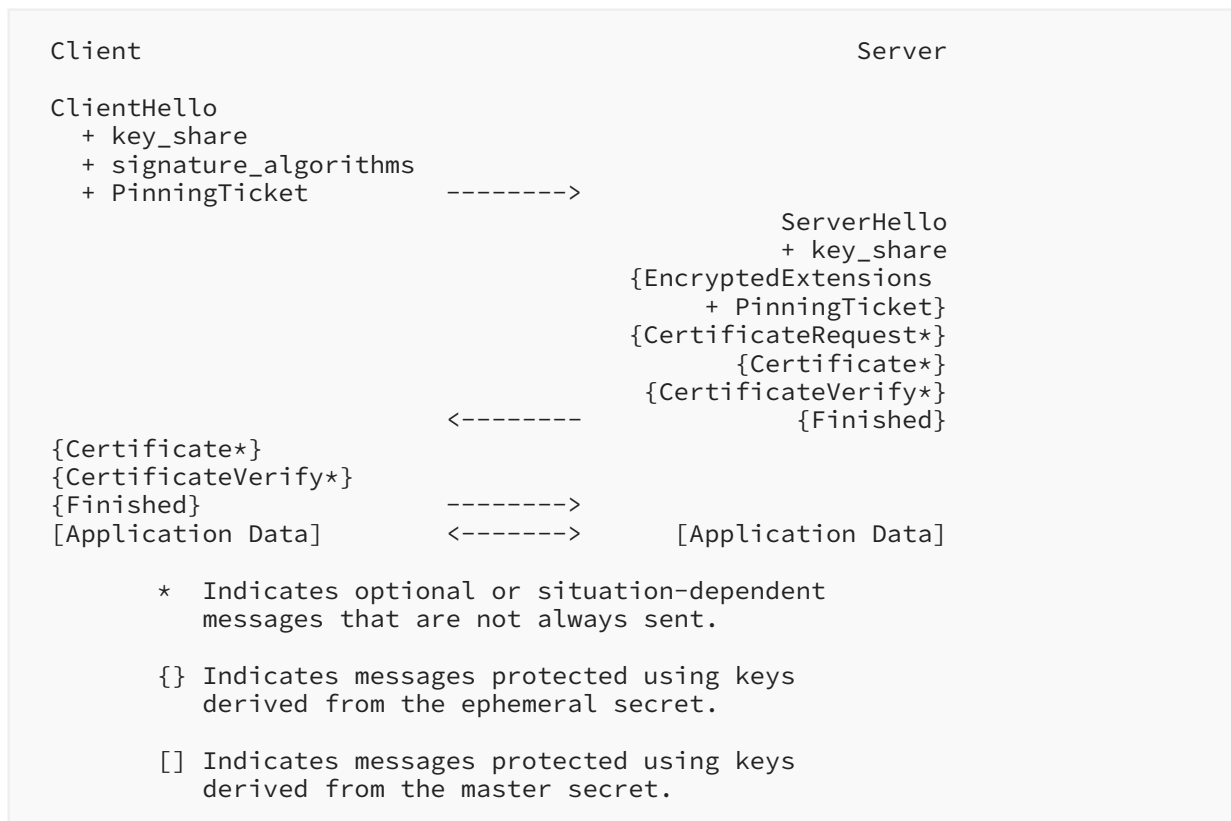 Client                                                     Server

ClientHello
  + key_share
  + signature_algorithms
  + PinningTicket         -------->
                                                      ServerHello
                                                      + key_share
                                            {EncryptedExtensions
                                                 + PinningTicket}
                                            {CertificateRequest*}
                                                   {Certificate*}
                                             {CertificateVerify*}
                          <--------                    {Finished}
{Certificate*}
{CertificateVerify*}
{Finished}                -------->
[Application Data]        <------->            [Application Data]

       *  Indicates optional or situation-dependent
          messages that are not always sent.

       {} Indicates messages protected using keys
          derived from the ephemeral secret.

       [] Indicates messages protected using keys
          derived from the master secret.